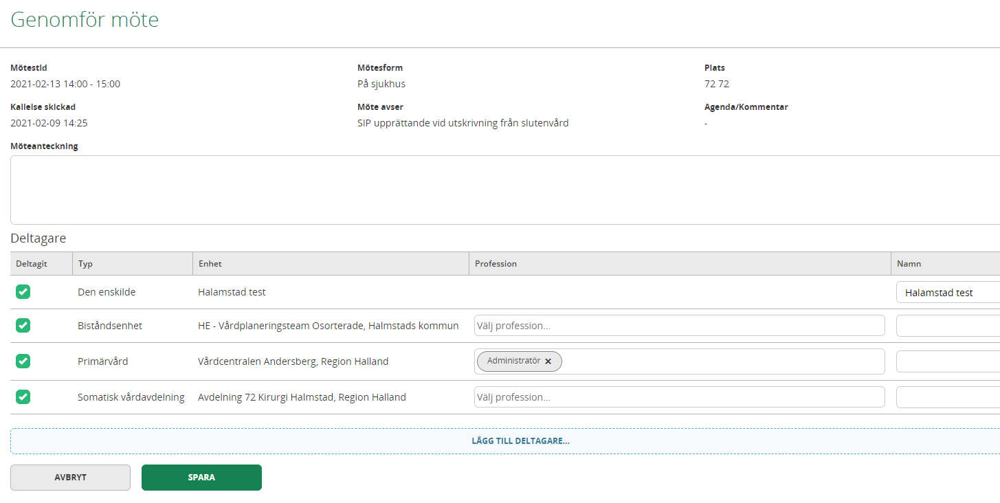 Genomför möte
Mötestid Mötesform Plats
2021-02-13 14:00 - 15:00 På sjukhus 72 72
Kallelse skickad Möte avser Agenda/Kommentar
2021-02-09 14:25 SIP upprättande vid utskrivning från slutenvård -
Möteanteckning
Deltagare
Deltagit Typ Enhet Profession Namn
Den enskilde Halamstad test Halamstad test
Biståndsenhet HE - Vårdplaneringsteam Osorterade, Halmstads kommun Välj profession...
Primärvård Vårdcentralen Andersberg, Region Halland Administratör ×
Somatisk vårdavdelning Avdelning 72 Kirurgi Halmstad, Region Halland Välj profession...
LÄGG TILL DELTAGARE...
AVBRYT SPARA